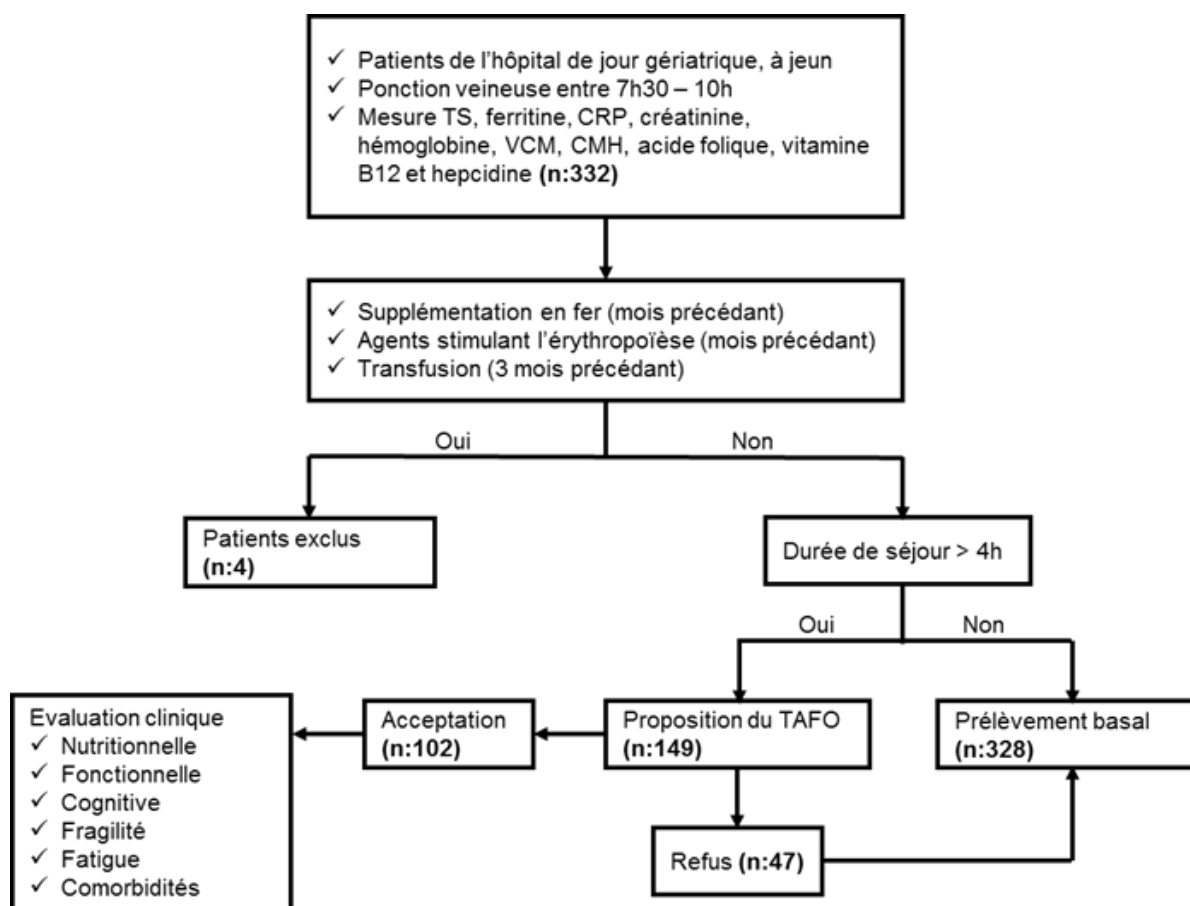 ✓ Patients de l'hôpital de jour gériatrique, à jeun
✓ Ponction veineuse entre 7h30 – 10h
✓ Mesure TS, ferritine, CRP, créatinine,
hémoglobine, VCM, CMH, acide folique, vitamine
B12 et hepcidine (n:332)
✓ Supplémentation en fer (mois précédant)
✓ Agents stimulant l'érythropoïèse (mois précédant)
✓ Transfusion (3 mois précédant)
Oui
Non
Patients exclus
(n:4)
Durée de séjour > 4h
Oui
Non
Evaluation clinique
✓ Nutritionnelle
✓ Fonctionnelle
✓ Cognitive
✓ Fragilité
✓ Fatigue
✓ Comorbidités
Acceptation
(n:102)
Proposition du TAFO
(n:149)
Prélèvement basal
(n:328)
Refus (n:47)